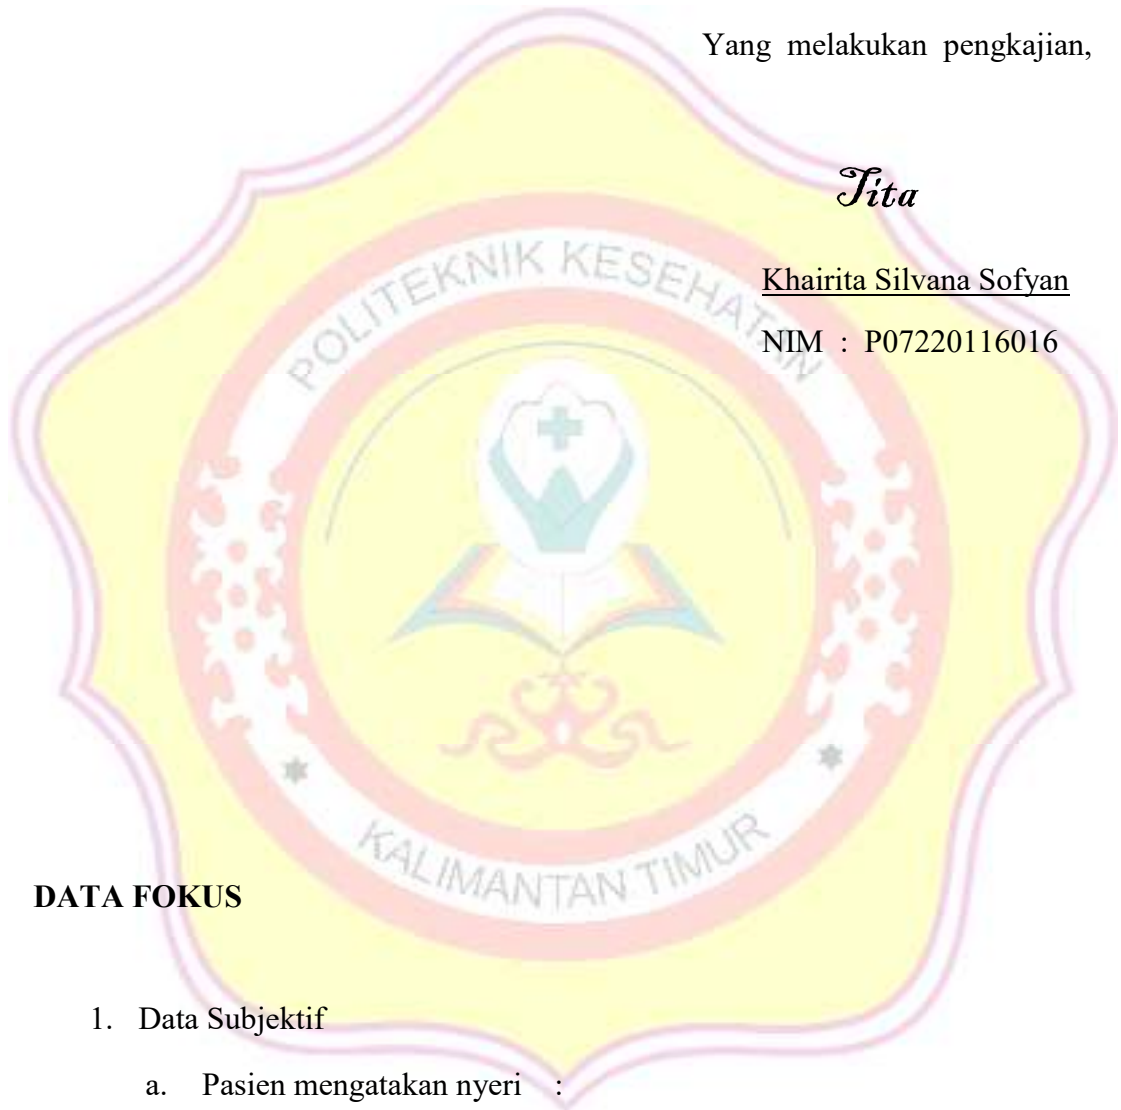 Yang melakukan pengkajian,
Tita
Khairita Silvana Sofyan
NIM : P07220116016
POLITEKNIK KESEHATAN
KALIMANTAN TIMUR
DATA FOKUS
1. Data Subjektif
a. Pasien mengatakan nyeri :